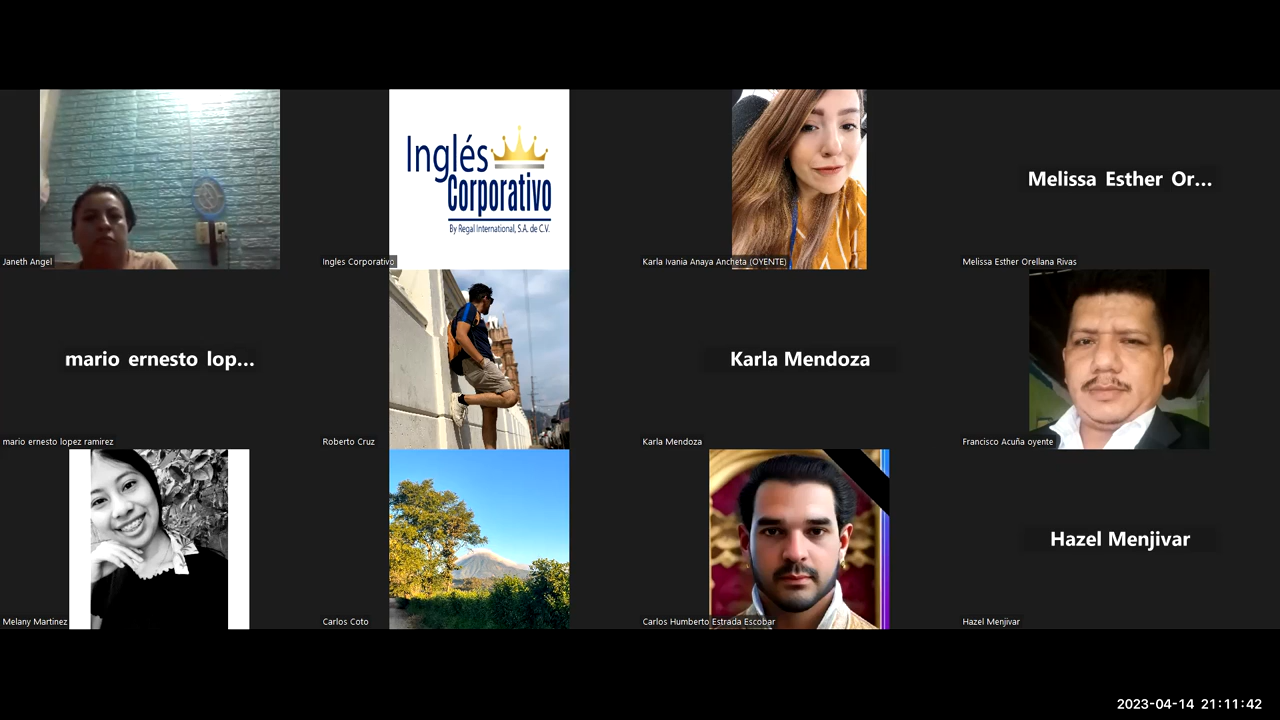 Inglés
Corporativo
By Regal International, S.A. de C.V.
Melissa Esther Or...
Janeth Angel
Ingles Corporativo
Karla Ivania Anaya Ancheta (OYENTE)
Melissa Esther Orellana Rivas
mario ernesto lop...
Karla Mendoza
mario ernesto lopez ramirez
Roberto Cruz
Karla Mendoza
Francisco Acuña oyente
Hazel Menjivar
Melany Martinez
Carlos Coto
Carlos Humberto Estrada Escobar
Hazel Menjivar
2023-04-14 21:11:42